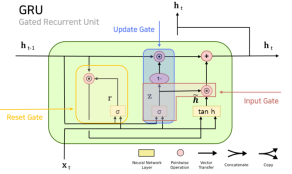 GRU
Gated Recurrent Unit
h t
Update Gate
h t-1
h t
1-
r
z
h̃
Reset Gate
σ
σ
tan h
Input Gate
x t
Neural Network
Layer
Pointwise
Operation
Vector
Transfer
Concatenate
Copy